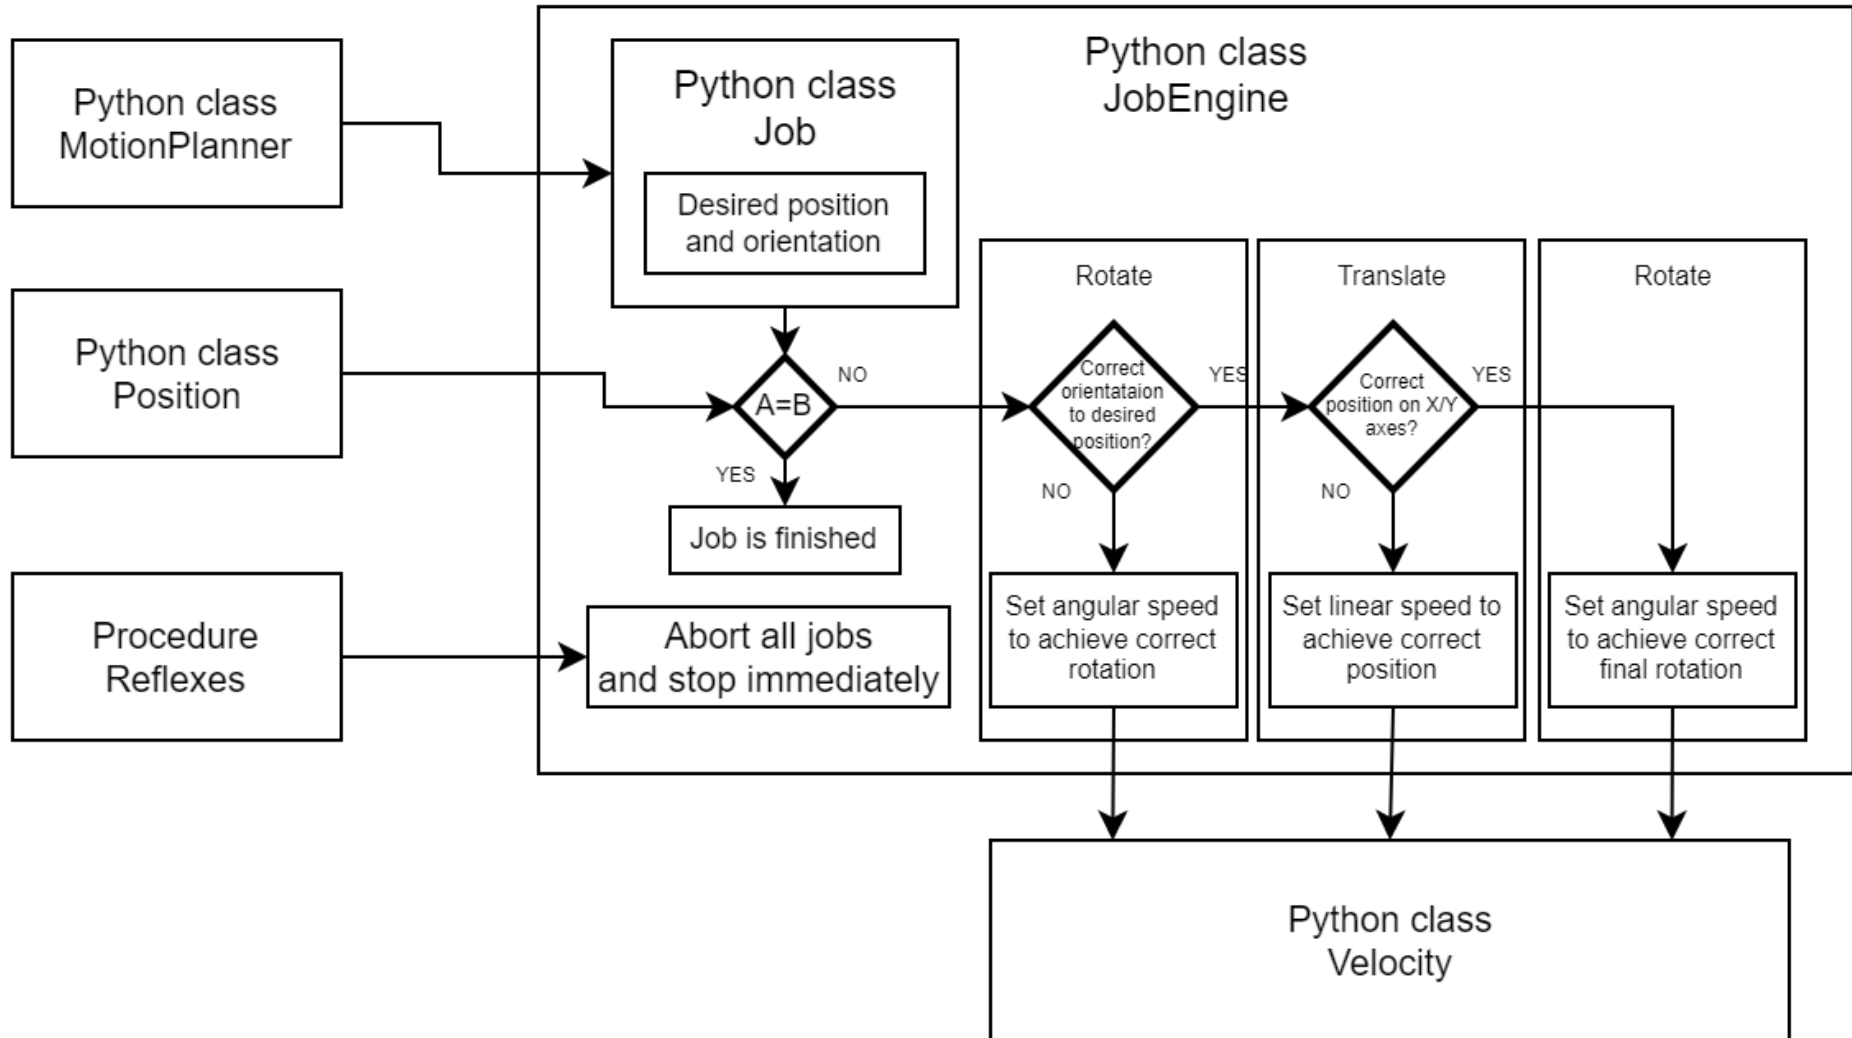 Python class
MotionPlanner
Python class
Job
Desired position
and orientation
Python class
JobEngine
Python class
Position
A=B
NO
YES
Job is finished
Rotate
Correct
orientataion
to desired
position?
YES
NO
Set angular speed
to achieve correct
rotation
Translate
Correct
position on X/Y
axes?
YES
NO
Set linear speed to
achieve correct
position
Rotate
Set angular speed
to achieve correct
final rotation
Procedure
Reflexes
Abort all jobs
and stop immediately
Python class
Velocity